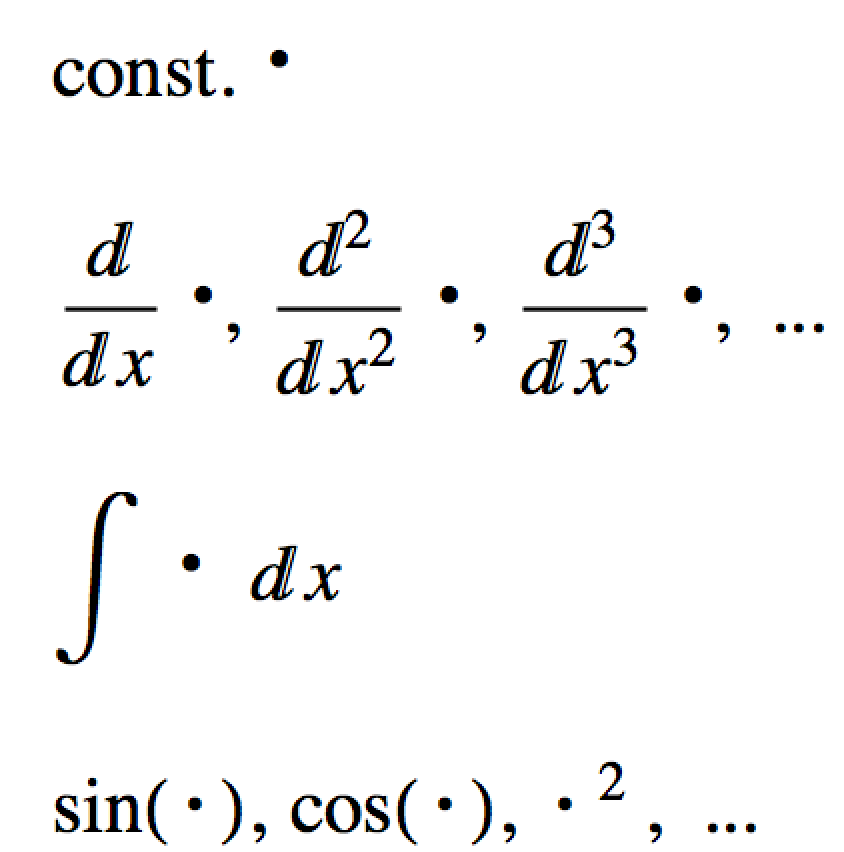 const. •
ⅆ/ⅆx •, ⅆ²/ⅆx² •, ⅆ³/ⅆx³ •, ...
∫ • ⅆx
sin(·), cos(·), ·², ...